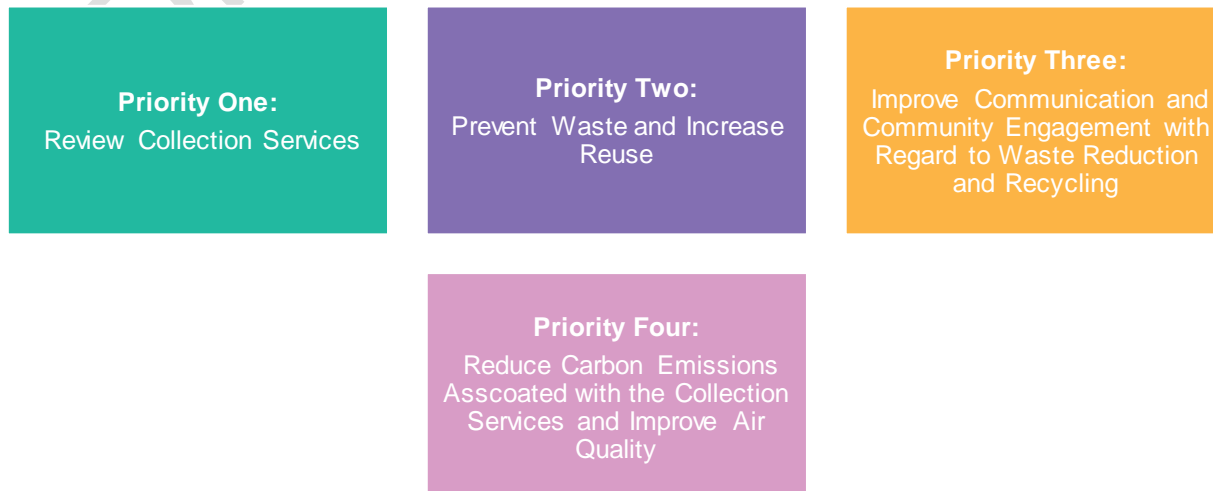 Priority One:
Review Collection Services
Priority Two:
Prevent Waste and Increase
Reuse
Priority Three:
Improve Communication and
Community Engagement with
Regard to Waste Reduction
and Recycling
Priority Four:
Reduce Carbon Emissions
Asscoated with the Collection
Services and Improve Air
Quality